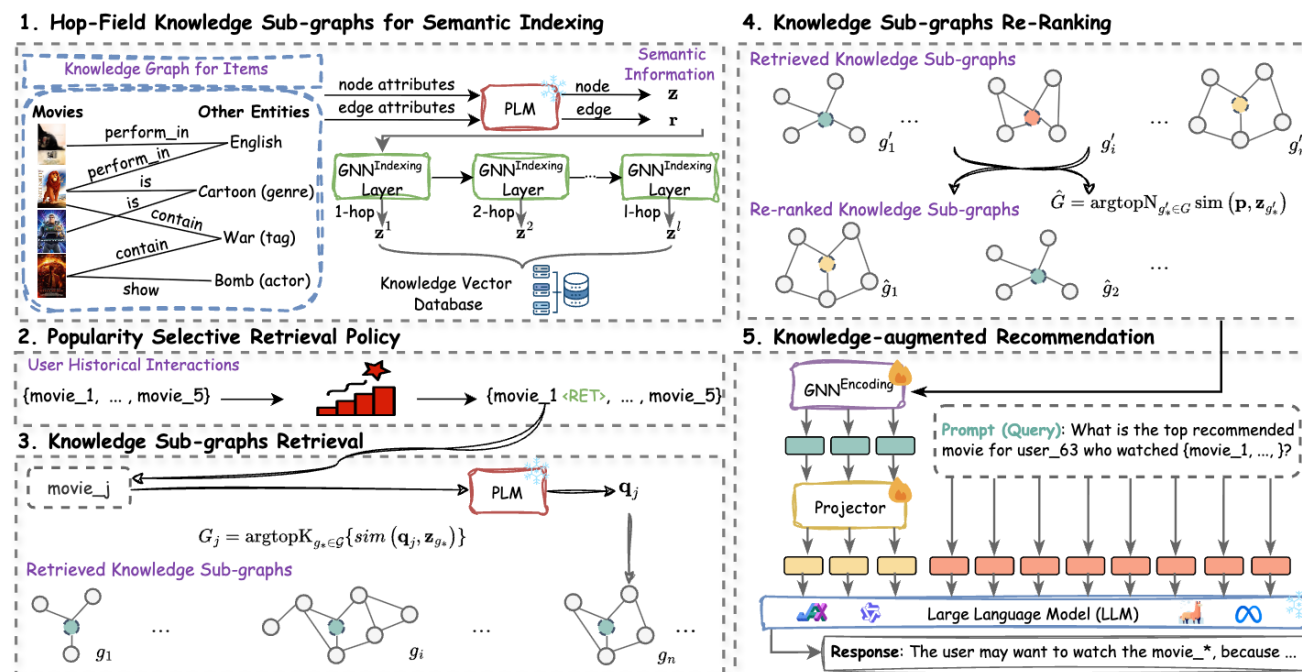 1. Hop-Field Knowledge Sub-graphs for Semantic Indexing
Knowledge Graph for Items
Movies
Other Entities
perform_in
English
perform_in
is
Cartoon (genre)
is
contain
War (tag)
contain
Bomb (actor)
show
node attributes
edge attributes
PLM
node
edge
Semantic
Information
z
r
GNN^Indexing
Layer
GNN^Indexing
Layer
...
GNN^Indexing
Layer
1-hop
2-hop
l-hop
z^1
z^2
z^l
Knowledge Vector
Database
2. Popularity Selective Retrieval Policy
User Historical Interactions
{movie_1, ... , movie_5}
{movie_1 <RET>, ... , movie_5}
3. Knowledge Sub-graphs Retrieval
movie_j
PLM
q_j
G_j = argtopK_{g_*∈𝒢}{sim (q_j, z_{g_*})}
Retrieved Knowledge Sub-graphs
...
...
...
g_1
g_i
g_n
4. Knowledge Sub-graphs Re-Ranking
Retrieved Knowledge Sub-graphs
...
...
g'_1
g'_i
g'_n
Ĝ = argtopN_{g'_*∈G} sim (p, z_{g'_*})
Re-ranked Knowledge Sub-graphs
...
ĝ_1
ĝ_2
5. Knowledge-augmented Recommendation
GNN^Encoding
Prompt (Query): What is the top recommended
movie for user_63 who watched {movie_1, ..., }?
Projector
Large Language Model (LLM)
Response: The user may want to watch the movie_*, because ...